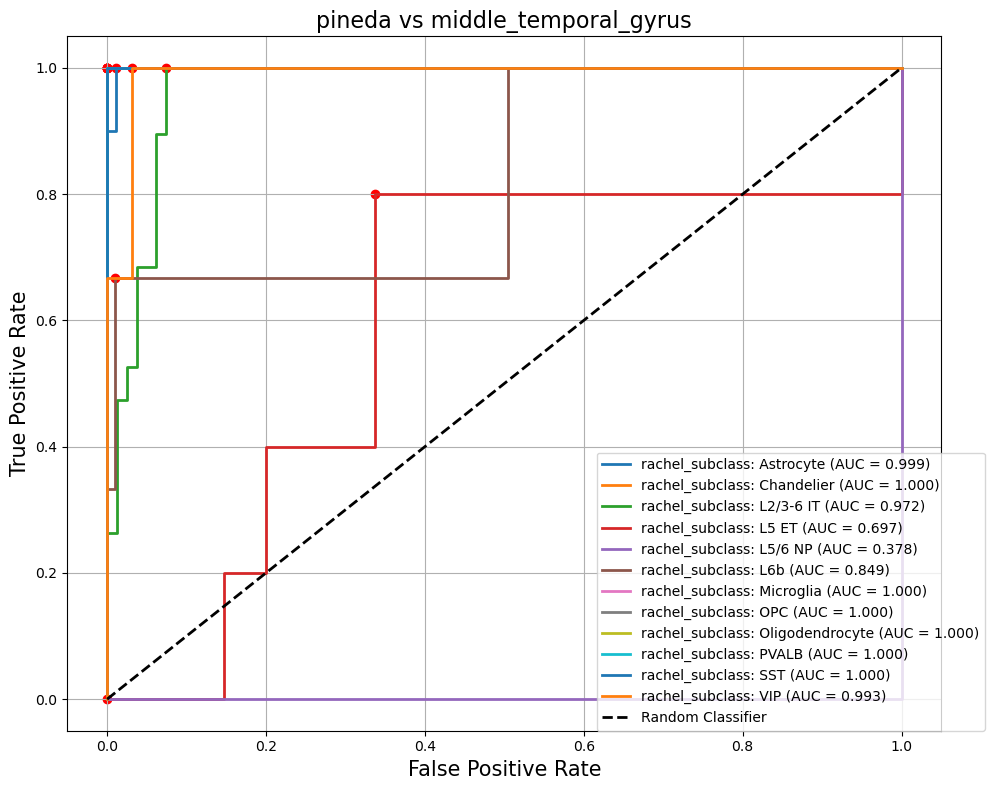 pineda vs middle_temporal_gyrus
True Positive Rate
1.0
0.8
0.6
0.4
0.2
0.0
rachel_subclass: Astrocyte (AUC = 0.999)
rachel_subclass: Chandelier (AUC = 1.000)
rachel_subclass: L2/3-6 IT (AUC = 0.972)
rachel_subclass: L5 ET (AUC = 0.697)
rachel_subclass: L5/6 NP (AUC = 0.378)
rachel_subclass: L6b (AUC = 0.849)
rachel_subclass: Microglia (AUC = 1.000)
rachel_subclass: OPC (AUC = 1.000)
rachel_subclass: Oligodendrocyte (AUC = 1.000)
rachel_subclass: PVALB (AUC = 1.000)
rachel_subclass: SST (AUC = 1.000)
rachel_subclass: VIP (AUC = 0.993)
Random Classifier
0.0 0.2 0.4 0.6 0.8 1.0
False Positive Rate